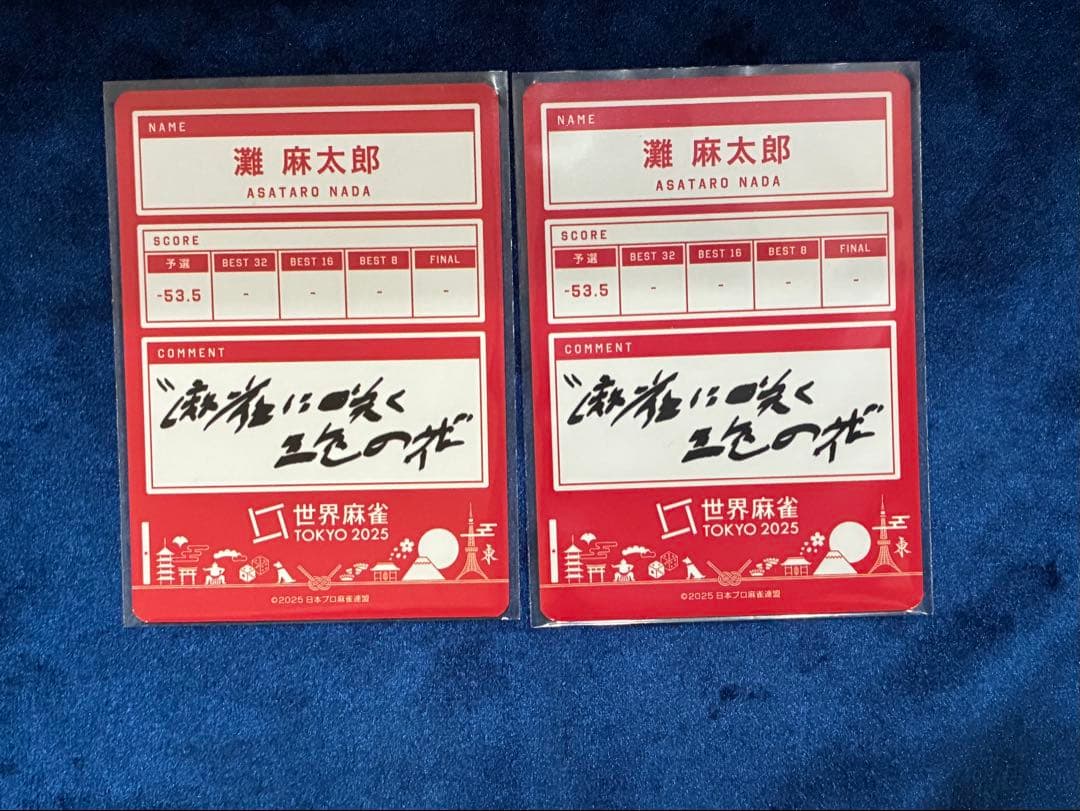 NAME
灘 麻太郎
ASATARO NADA
SCORE
予選 BEST 32 BEST 16 BEST 8 FINAL
-53.5 - - - -
COMMENT
〝麻雀に咲く
三色の花〞
世界麻雀
TOKYO 2025
東
©2025 日本プロ麻雀連盟
NAME
灘 麻太郎
ASATARO NADA
SCORE
予選 BEST 32 BEST 16 BEST 8 FINAL
-53.5 - - - -
COMMENT
〝麻雀に咲く
三色の花〞
世界麻雀
TOKYO 2025
東
©2025 日本プロ麻雀連盟